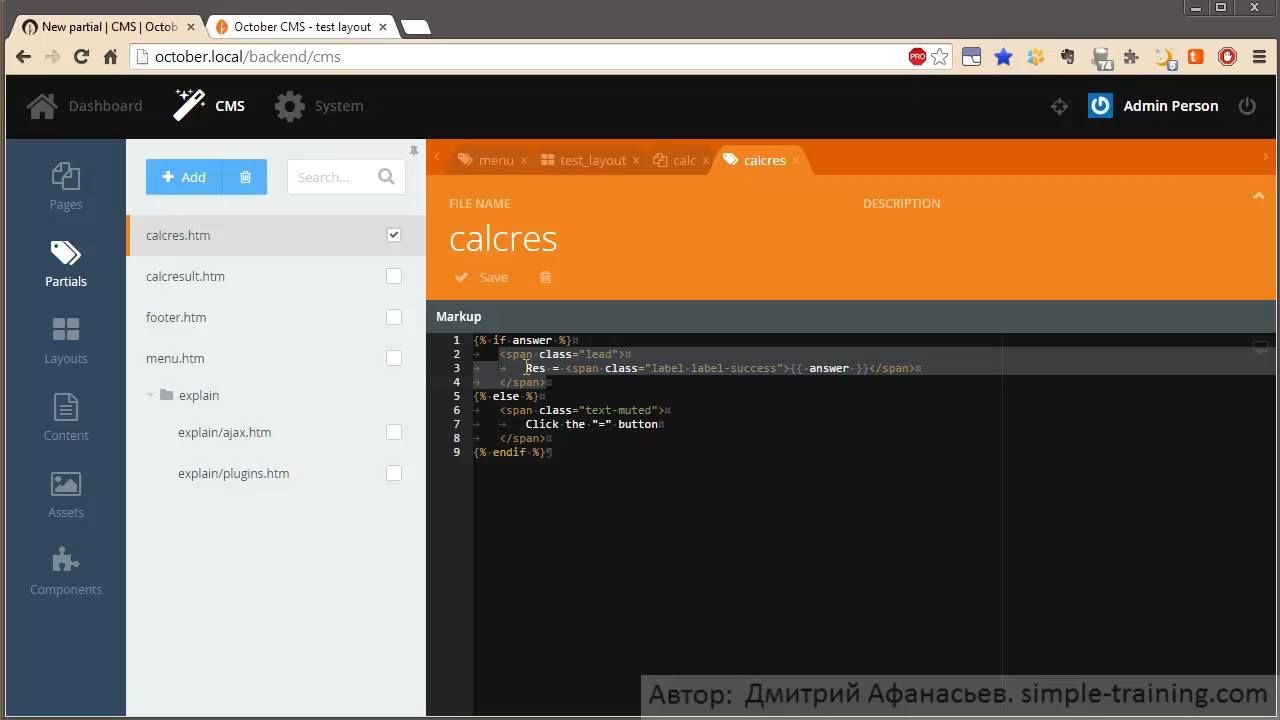 New partial | CMS | Octob
October CMS - test layout
october.local/backend/cms
PRO
74
5
t
Dashboard
CMS
System
Admin Person
Pages
Partials
Layouts
Content
Assets
Components
+ Add
Search...
calcres.htm
calcresult.htm
footer.htm
menu.htm
explain
explain/ajax.htm
explain/plugins.htm
menu
test_layout
calc
calcres
FILE NAME
DESCRIPTION
calcres
Save
Markup
1 {% if answer %}
2 <span class="lead">
3 Res = <span class="label label-success">{{ answer }}</span>
4 </span>
5 {% else %}
6 <span class="text-muted">
7 Click the "=" button
8 </span>
9 {% endif %}
Автор: Дмитрий Афанасьев. simple-training.com